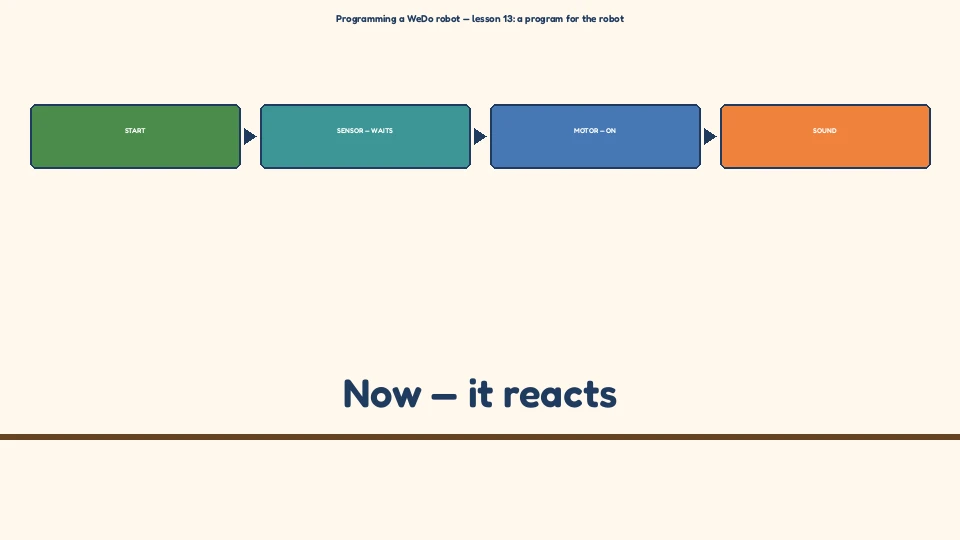 Programming a WeDo robot — lesson 13: a program for the robot
START
SENSOR — WAITS
MOTOR — ON
SOUND
Now — it reacts